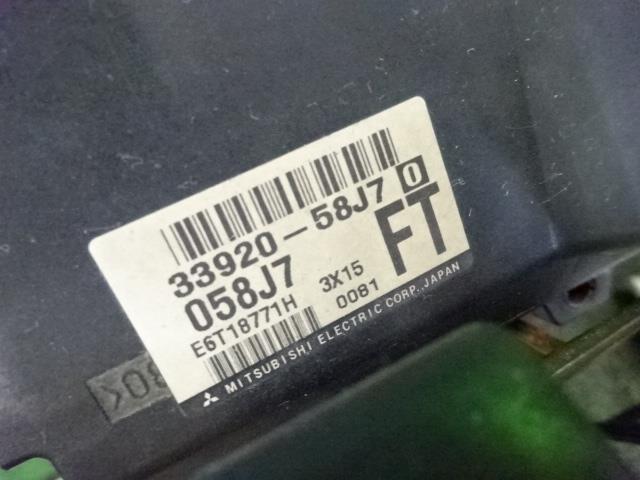 33920-58J7 0
058J7 FT
E6T18771H 3X15 0081
MITSUBISHI ELECTRIC CORP., JAPAN